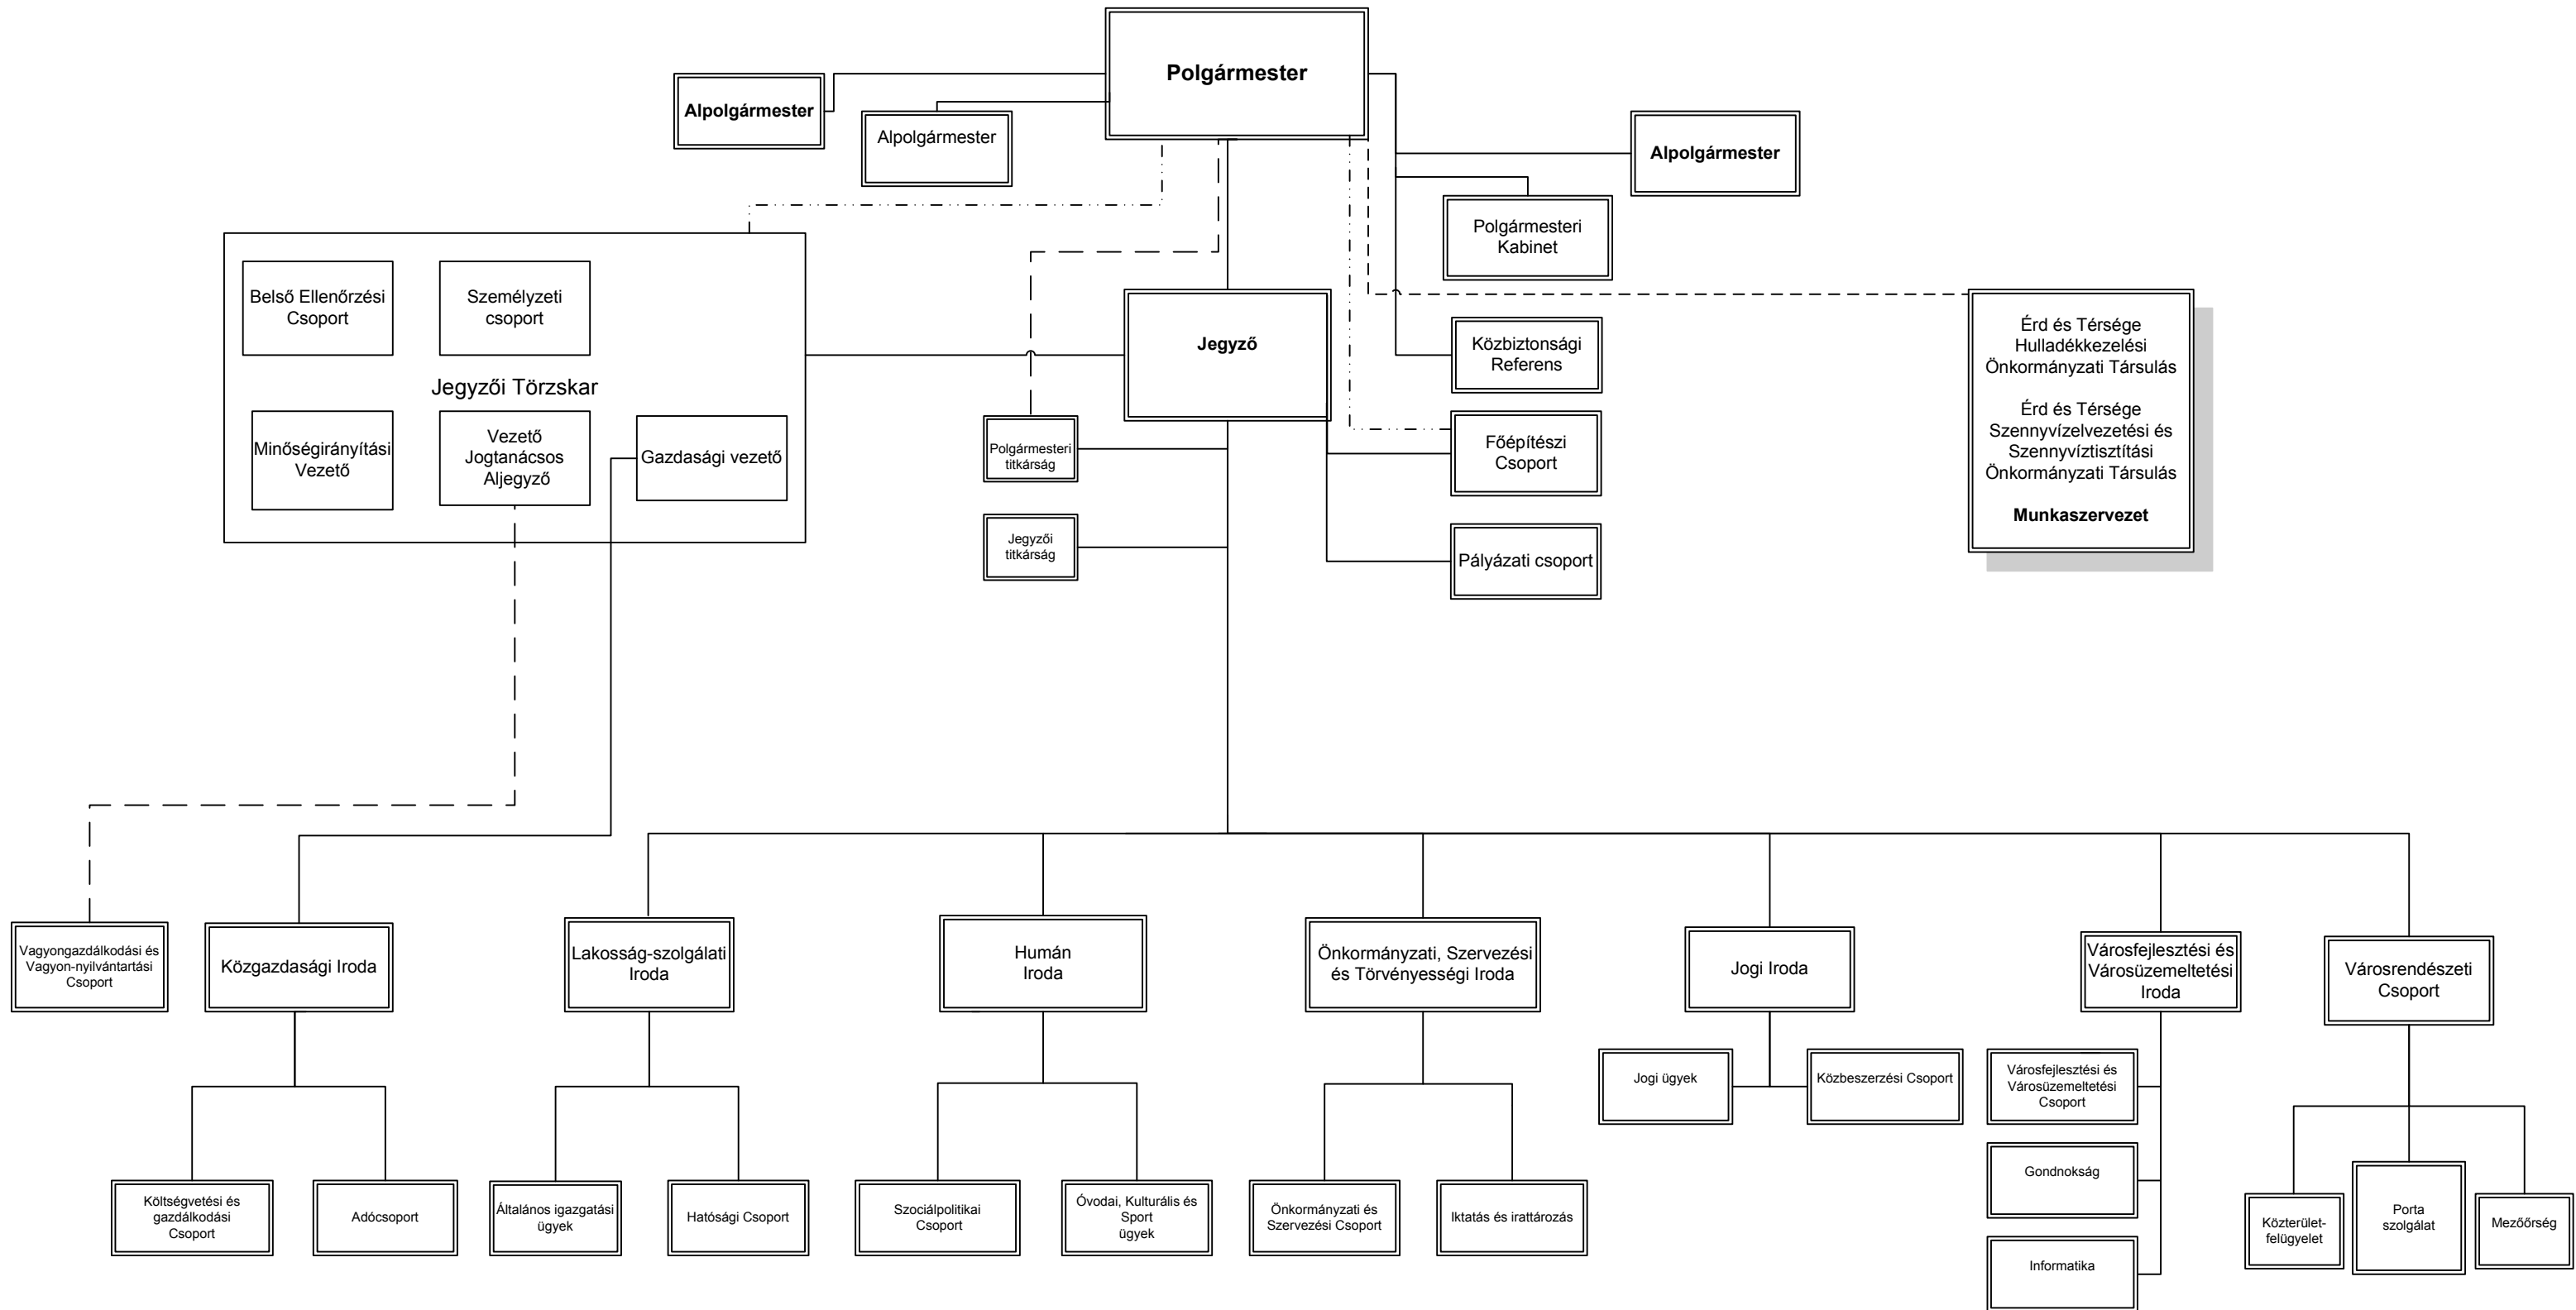 Polgármester
Alpolgármester
Alpolgármester
Alpolgármester
Polgármesteri
Kabinet
Belső Ellenőrzési
Csoport
Személyzeti
csoport
Jegyzői Törzskar
Minőségirányítási
Vezető
Vezető
Jogtanácsos
Aljegyző
Gazdasági vezető
Jegyző
Közbiztonsági
Referens
Érd és Térsége
Hulladékkezelési
Önkormányzati Társulás
Érd és Térsége
Szennyvízelvezetési és
Szennyvíztisztítási
Önkormányzati Társulás
Munkaszervezet
Polgármesteri
titkárság
Főépítészi
Csoport
Jegyzői
titkárság
Pályázati csoport
Vagyongazdálkodási és
Vagyon-nyilvántartási
Csoport
Közgazdasági Iroda
Lakosság-szolgálati
Iroda
Humán
Iroda
Önkormányzati, Szervezési
és Törvényességi Iroda
Jogi Iroda
Városfejlesztési és
Városüzemeltetési
Iroda
Városrendészeti
Csoport
Jogi ügyek
Közbeszerzési Csoport
Városfejlesztési és
Városüzemeltetési
Csoport
Gondnokság
Informatika
Költségvetési és
gazdálkodási
Csoport
Adócsoport
Általános igazgatási
ügyek
Hatósági Csoport
Szociálpolitikai
Csoport
Óvodai, Kulturális és
Sport
ügyek
Önkormányzati és
Szervezési Csoport
Iktatás és irattározás
Közterület-
felügyelet
Porta
szolgálat
Mezőőrség